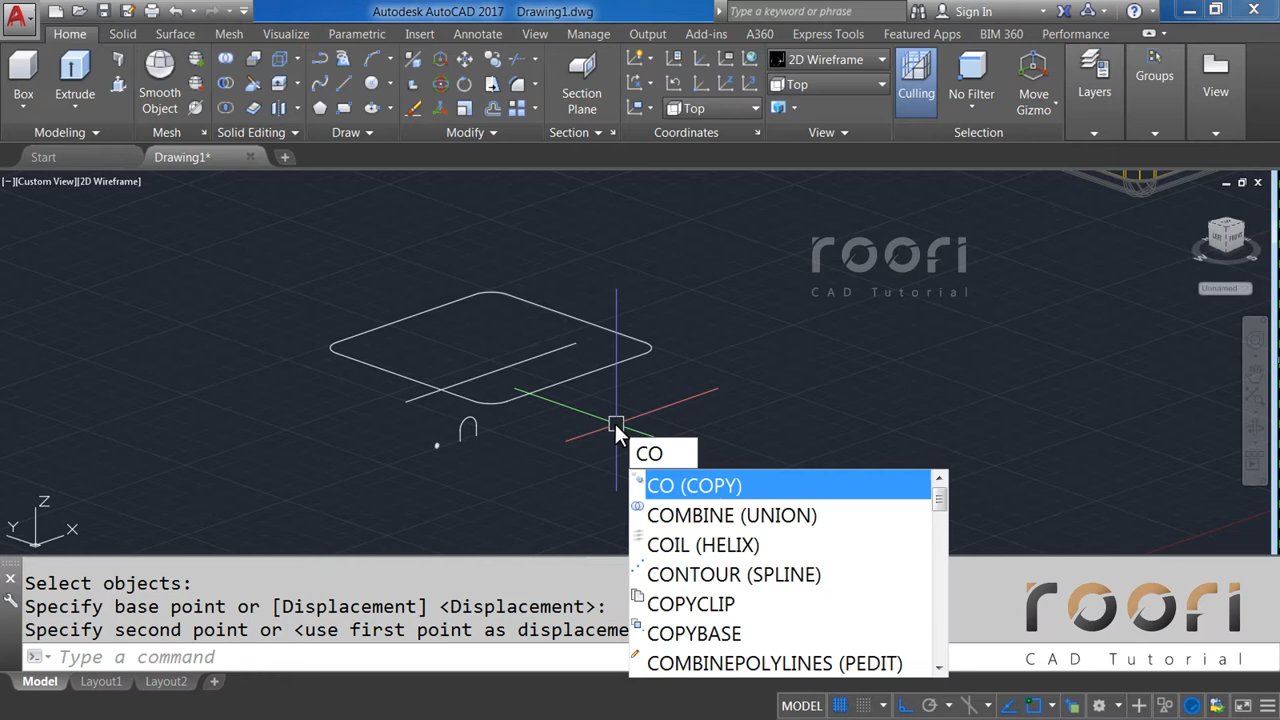 Autodesk AutoCAD 2017 Drawing1.dwg
Type a keyword or phrase
Sign In
Home Solid Surface Mesh Visualize Parametric Insert Annotate View Manage Output Add-ins A360 Express Tools Featured Apps BIM 360 Performance
2D Wireframe
Top
Top
Box
Extrude
Smooth
Object
Section
Plane
Culling
No Filter
Move
Gizmo
Layers
Groups
View
Modeling
Mesh
Solid Editing
Draw
Modify
Section
Coordinates
View
Selection
Start
Drawing1*
[−][Custom View][2D Wireframe]
roofi
CAD Tutorial
LEFT FRONT
Unnamed
Z
Y
X
CO
CO (COPY)
COMBINE (UNION)
COIL (HELIX)
CONTOUR (SPLINE)
COPYCLIP
COPYBASE
COMBINEPOLYLINES (PEDIT)
Select objects:
Specify base point or [Displacement] <Displacement>:
Specify second point or <use first point as displaceme
Type a command
roofi
CAD Tutorial
Model Layout1 Layout2
MODEL